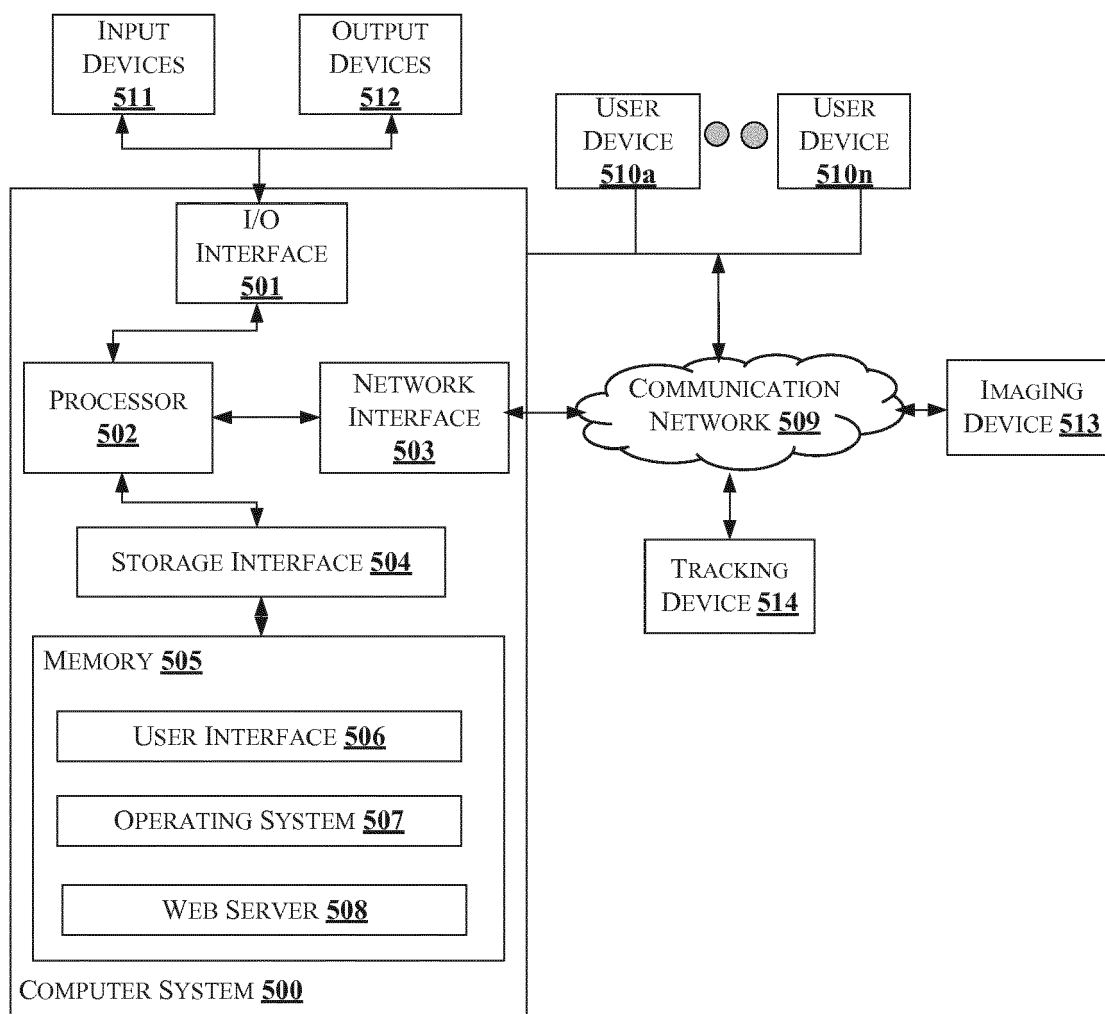 INPUT
DEVICES
511
OUTPUT
DEVICES
512
USER
DEVICE
510a
USER
DEVICE
510n
I/O
INTERFACE
501
PROCESSOR
502
NETWORK
INTERFACE
503
COMMUNICATION
NETWORK 509
IMAGING
DEVICE 513
STORAGE INTERFACE 504
TRACKING
DEVICE 514
MEMORY 505
USER INTERFACE 506
OPERATING SYSTEM 507
WEB SERVER 508
COMPUTER SYSTEM 500